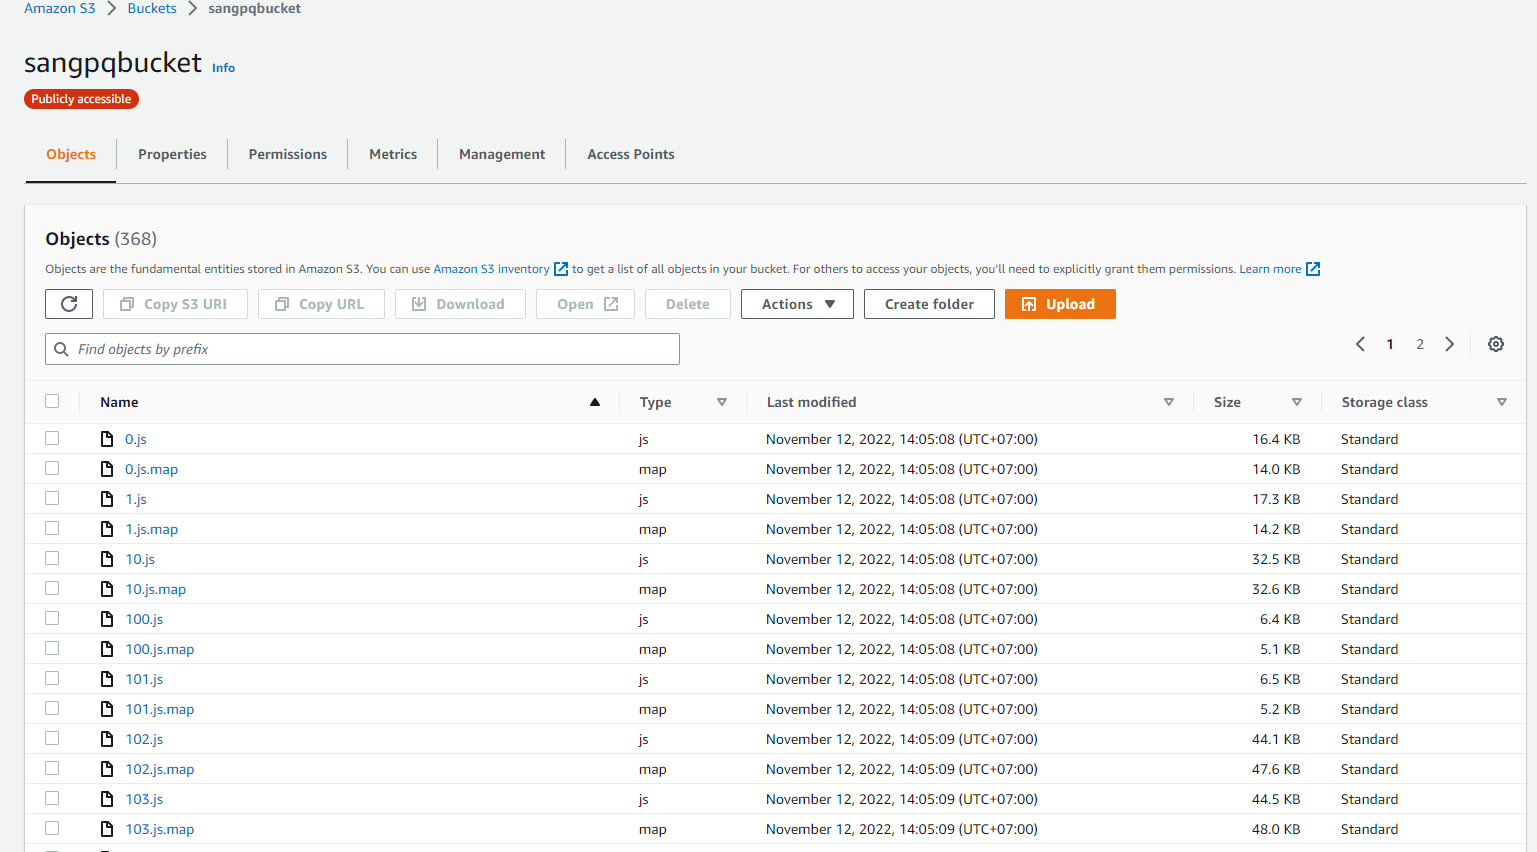 Amazon S3 > Buckets > sangpqbucket
sangpqbucket Info
Publicly accessible
Objects Properties Permissions Metrics Management Access Points
Objects (368)
Objects are the fundamental entities stored in Amazon S3. You can use Amazon S3 inventory to get a list of all objects in your bucket. For others to access your objects, you'll need to explicitly grant them permissions. Learn more
Copy S3 URI Copy URL Download Open Delete Actions Create folder Upload
Find objects by prefix
1 2
Name Type Last modified Size Storage class
0.js js November 12, 2022, 14:05:08 (UTC+07:00) 16.4 KB Standard
0.js.map map November 12, 2022, 14:05:08 (UTC+07:00) 14.0 KB Standard
1.js js November 12, 2022, 14:05:08 (UTC+07:00) 17.3 KB Standard
1.js.map map November 12, 2022, 14:05:08 (UTC+07:00) 14.2 KB Standard
10.js js November 12, 2022, 14:05:08 (UTC+07:00) 32.5 KB Standard
10.js.map map November 12, 2022, 14:05:08 (UTC+07:00) 32.6 KB Standard
100.js js November 12, 2022, 14:05:08 (UTC+07:00) 6.4 KB Standard
100.js.map map November 12, 2022, 14:05:08 (UTC+07:00) 5.1 KB Standard
101.js js November 12, 2022, 14:05:08 (UTC+07:00) 6.5 KB Standard
101.js.map map November 12, 2022, 14:05:08 (UTC+07:00) 5.2 KB Standard
102.js js November 12, 2022, 14:05:09 (UTC+07:00) 44.1 KB Standard
102.js.map map November 12, 2022, 14:05:09 (UTC+07:00) 47.6 KB Standard
103.js js November 12, 2022, 14:05:09 (UTC+07:00) 44.5 KB Standard
103.js.map map November 12, 2022, 14:05:09 (UTC+07:00) 48.0 KB Standard